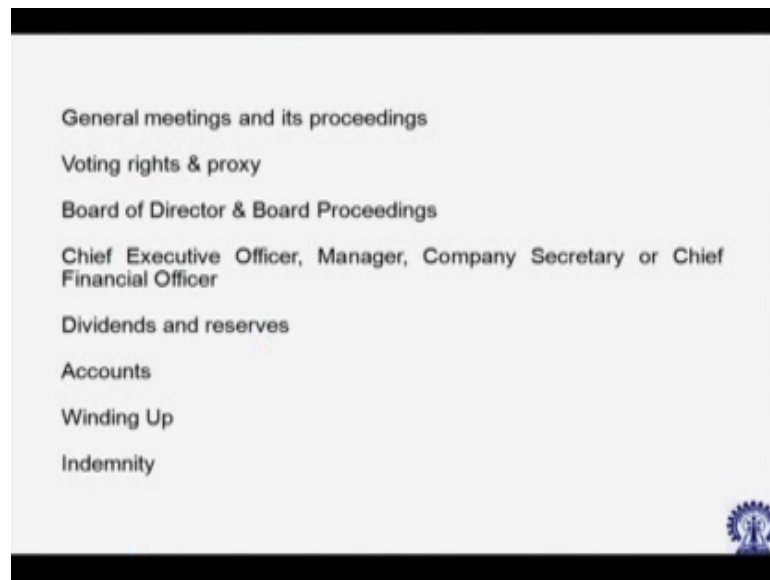 General meetings and its proceedings
Voting rights & proxy
Board of Director & Board Proceedings
Chief Executive Officer, Manager, Company Secretary or Chief
Financial Officer
Dividends and reserves
Accounts
Winding Up
Indemnity